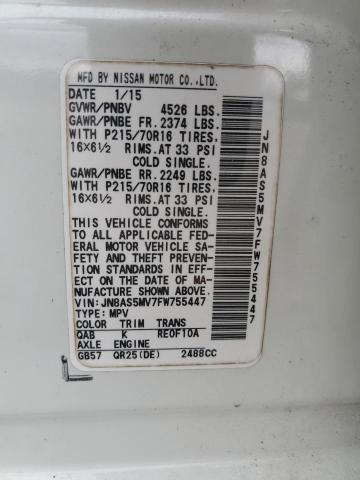 MFD BY NISSAN MOTOR CO.,LTD.
DATE 1/15
GVWR/PNBV 4526 LBS.
GAWR/PNBE FR. 2374 LBS.
WITH P215/70R16 TIRES,
16X6½ RIMS.AT 33 PSI
COLD SINGLE.
GAWR/PNBE RR. 2249 LBS.
WITH P215/70R16 TIRES,
16X6½ RIMS.AT 33 PSI
COLD SINGLE.
THIS VEHICLE CONFORMS
TO ALL APPLICABLE FED-
ERAL MOTOR VEHICLE SA-
FETY AND THEFT PREVEN-
TION STANDARDS IN EFF-
ECT ON THE DATE OF MA-
NUFACTURE SHOWN ABOVE.
VIN: JN8AS5MV7FW755447
TYPE: MPV
COLOR TRIM TRANS
QAB K RE0F10A
AXLE ENGINE
GB57 QR25(DE) 2488CC
JN8AS5MV7FW755447